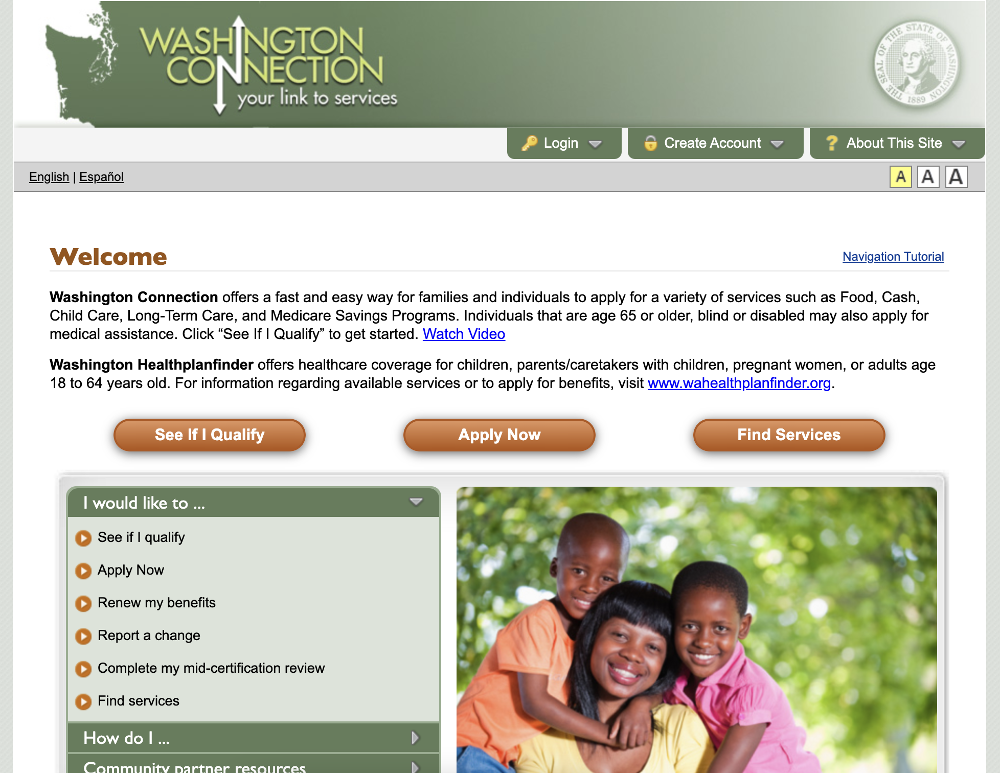 WASHINGTON
CONNECTION
your link to services
THE SEAL OF THE STATE OF WASHINGTON
1889
Login
Create Account
? About This Site
English | Español
A A A
Welcome
Navigation Tutorial
Washington Connection offers a fast and easy way for families and individuals to apply for a variety of services such as Food, Cash,
Child Care, Long-Term Care, and Medicare Savings Programs. Individuals that are age 65 or older, blind or disabled may also apply for
medical assistance. Click “See If I Qualify” to get started. Watch Video
Washington Healthplanfinder offers healthcare coverage for children, parents/caretakers with children, pregnant women, or adults age
18 to 64 years old. For information regarding available services or to apply for benefits, visit www.wahealthplanfinder.org.
See If I Qualify
Apply Now
Find Services
I would like to ...
See if I qualify
Apply Now
Renew my benefits
Report a change
Complete my mid-certification review
Find services
How do I ...
Community partner resources